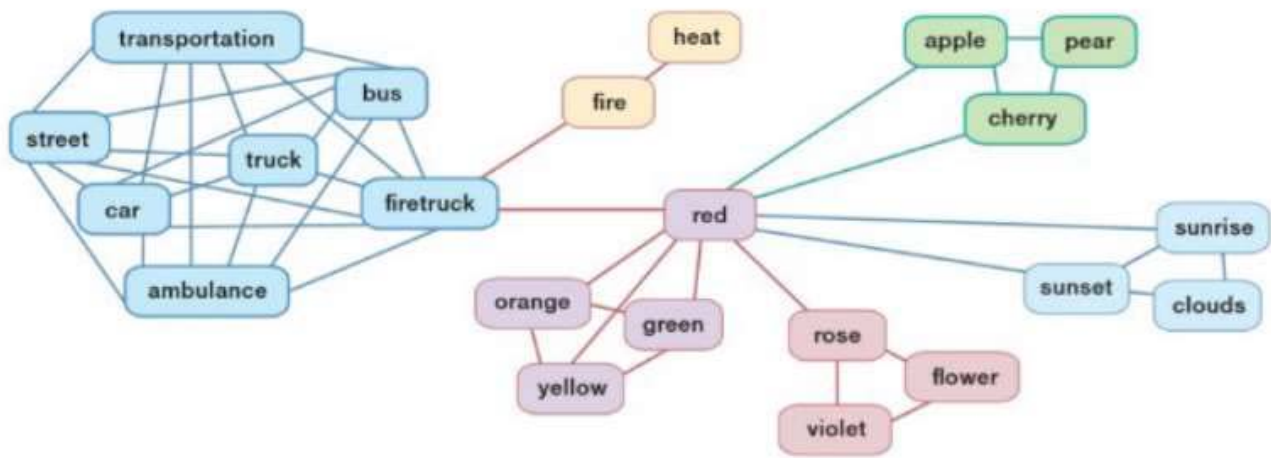 transportation
heat
apple
pear
bus
fire
cherry
street
truck
car
firetruck
red
sunrise
ambulance
orange
green
sunset
clouds
rose
yellow
flower
violet